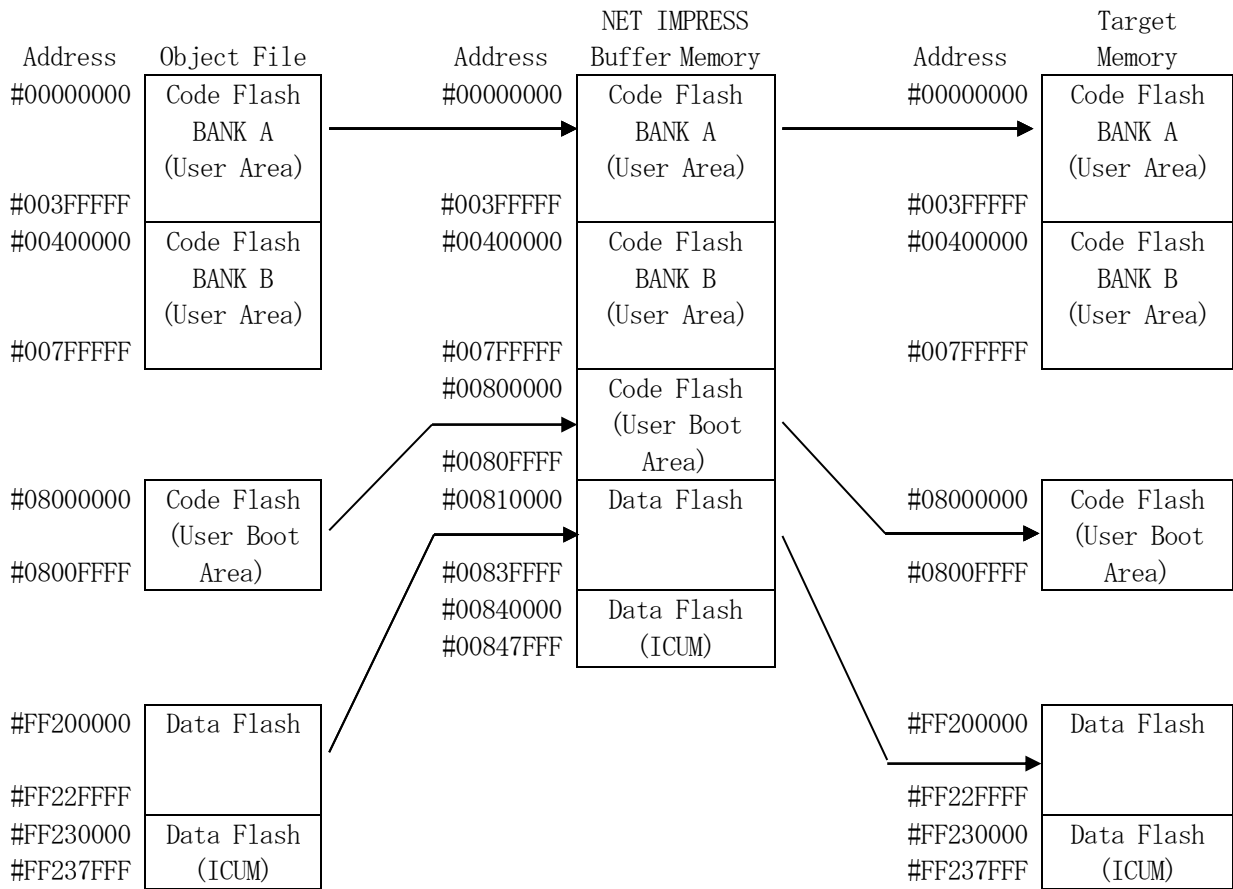 NET IMPRESS Target
Address Object File Address Buffer Memory Address Memory
#00000000 Code Flash #00000000 Code Flash #00000000 Code Flash
BANK A BANK A BANK A
(User Area) (User Area) (User Area)
#003FFFFF #003FFFFF #003FFFFF
#00400000 Code Flash #00400000 Code Flash #00400000 Code Flash
BANK B BANK B BANK B
(User Area) (User Area) (User Area)
#007FFFFF #007FFFFF #007FFFFF
#00800000 Code Flash
(User Boot
#0080FFFF Area)
#08000000 Code Flash #00810000 Data Flash #08000000 Code Flash
(User Boot (User Boot
#0800FFFF Area) #0083FFFF #0800FFFF Area)
#00840000 Data Flash
#00847FFF (ICUM)
#FF200000 Data Flash #FF200000 Data Flash
#FF22FFFF #FF22FFFF
#FF230000 Data Flash #FF230000 Data Flash
#FF237FFF (ICUM) #FF237FFF (ICUM)